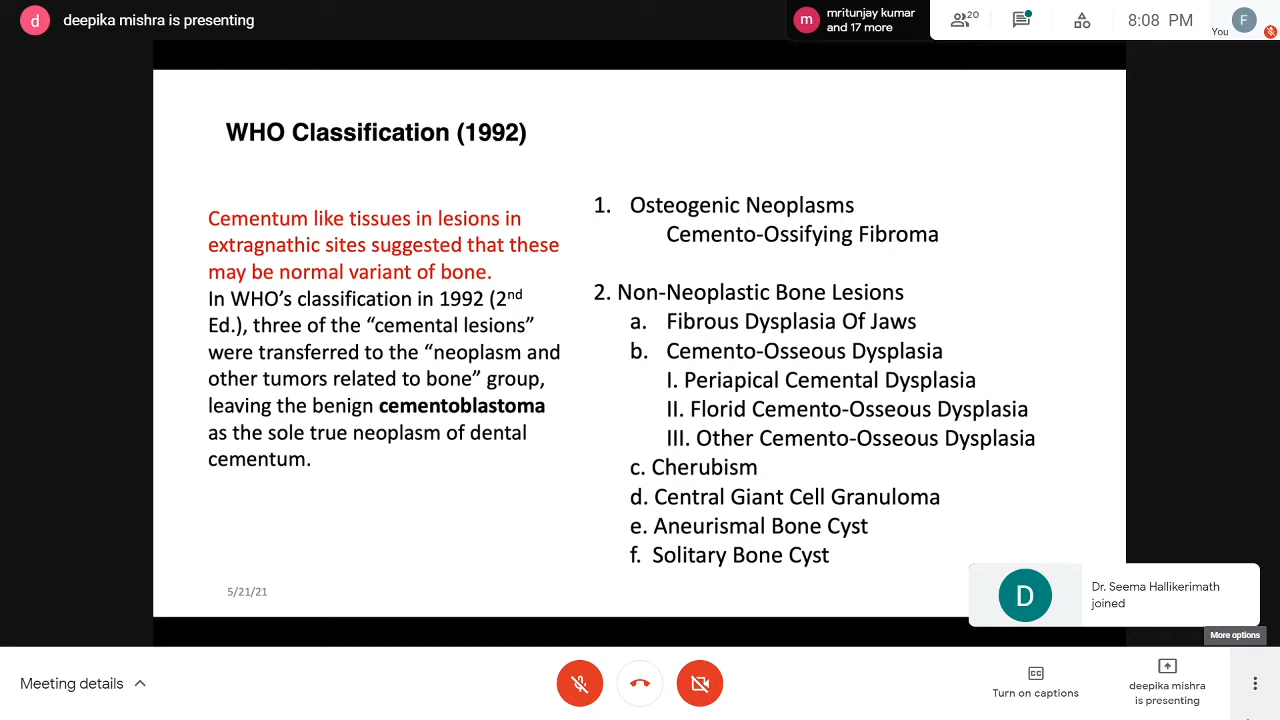 d deepika mishra is presenting
m mritunjay kumar
and 17 more
20
8:08 PM
You
F
WHO Classification (1992)
Cementum like tissues in lesions in
extragnathic sites suggested that these
may be normal variant of bone.
In WHO's classification in 1992 (2nd
Ed.), three of the “cemental lesions”
were transferred to the “neoplasm and
other tumors related to bone” group,
leaving the benign cementoblastoma
as the sole true neoplasm of dental
cementum.
1. Osteogenic Neoplasms
Cemento-Ossifying Fibroma
2. Non-Neoplastic Bone Lesions
a. Fibrous Dysplasia Of Jaws
b. Cemento-Osseous Dysplasia
I. Periapical Cemental Dysplasia
II. Florid Cemento-Osseous Dysplasia
III. Other Cemento-Osseous Dysplasia
c. Cherubism
d. Central Giant Cell Granuloma
e. Aneurismal Bone Cyst
f. Solitary Bone Cyst
5/21/21
D
Dr. Seema Hallikerimath
joined
More options
Meeting details
CC
Turn on captions
deepika mishra
is presenting